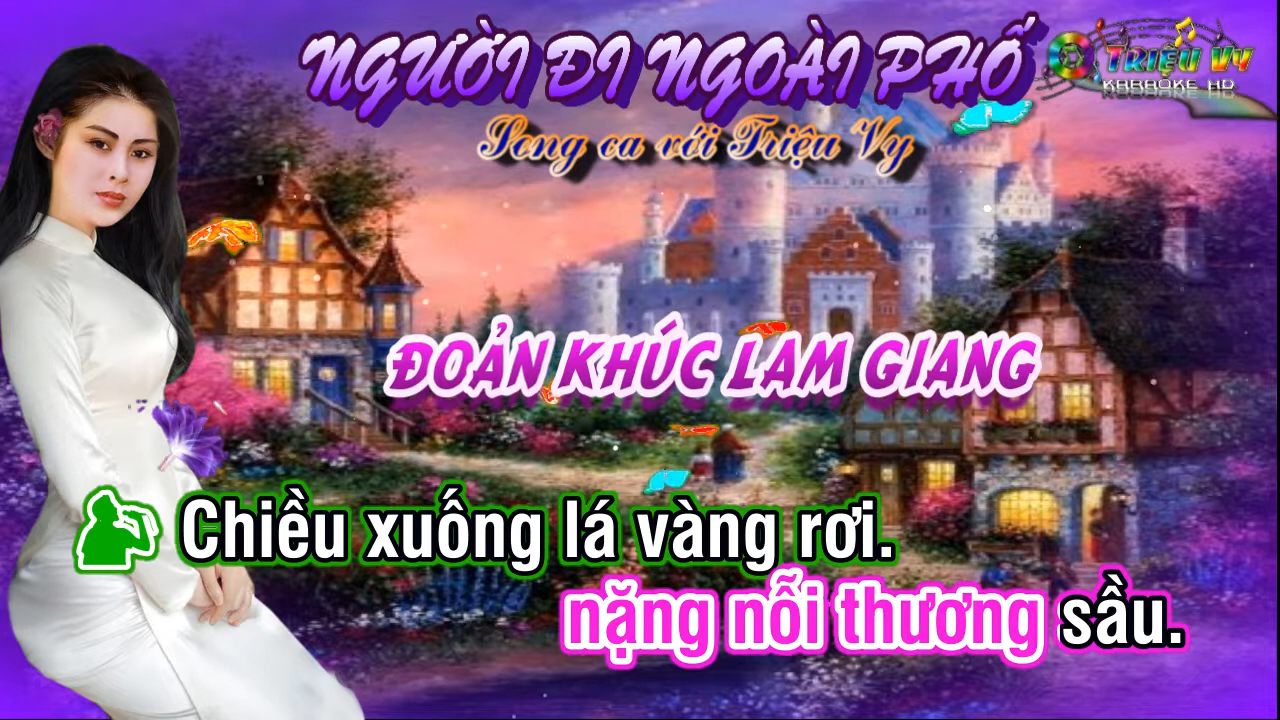 NGƯỜI ĐI NGOÀI PHỐ
TRIỆU VY
KARAOKE HD
Song ca với Triệu Vy
ĐOẢN KHÚC LAM GIANG
Chiều xuống lá vàng rơi.
nặng nỗi thương sầu.